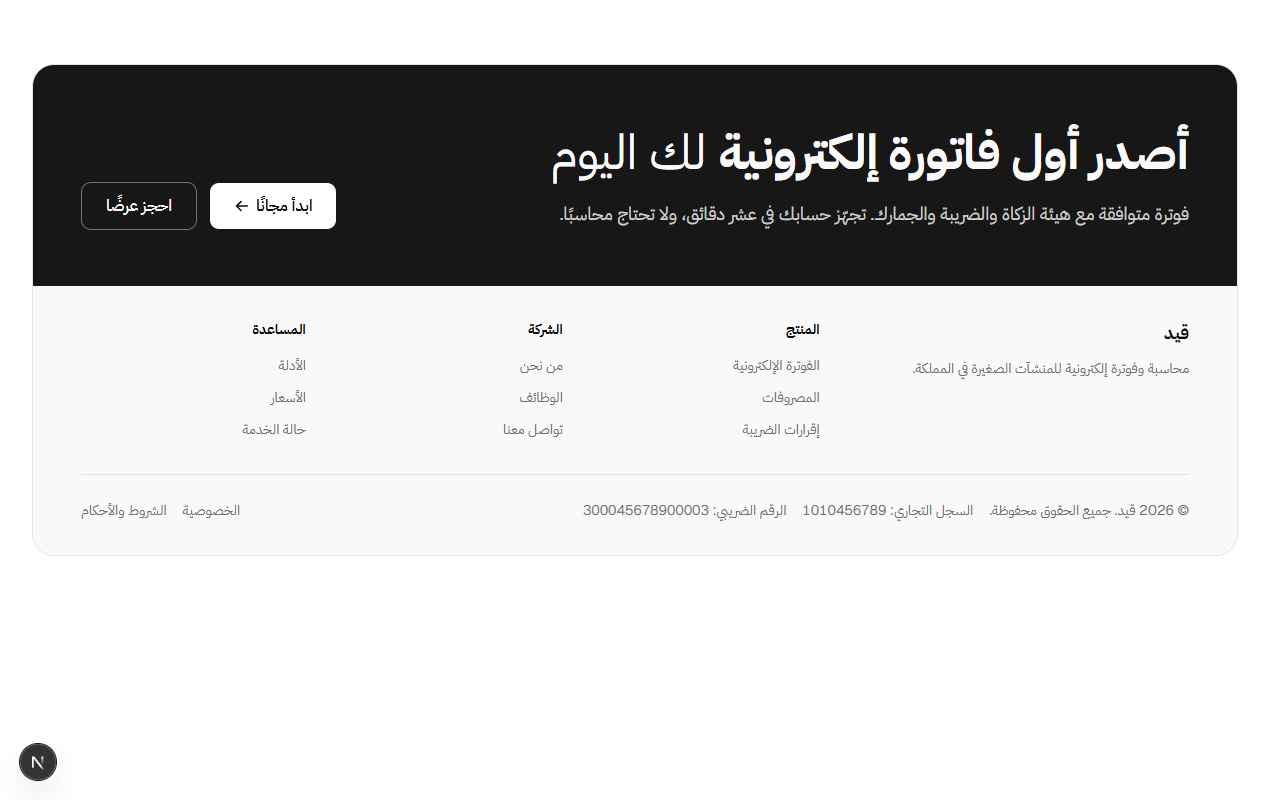 أصدر أول فاتورة إلكترونية لك اليوم
فوترة متوافقة مع هيئة الزكاة والضريبة والجمارك. تجهّز حسابك في عشر دقائق، ولا تحتاج محاسبًا.
ابدأ مجانًا ←
احجز عرضًا
قيد
محاسبة وفوترة إلكترونية للمنشآت الصغيرة في المملكة.
المنتج
الفوترة الإلكترونية
المصروفات
إقرارات الضريبة
الشركة
من نحن
الوظائف
تواصل معنا
المساعدة
الأدلة
الأسعار
حالة الخدمة
© 2026 قيد. جميع الحقوق محفوظة. السجل التجاري: 1010456789 الرقم الضريبي: 300045678900003
الخصوصية الشروط والأحكام
N